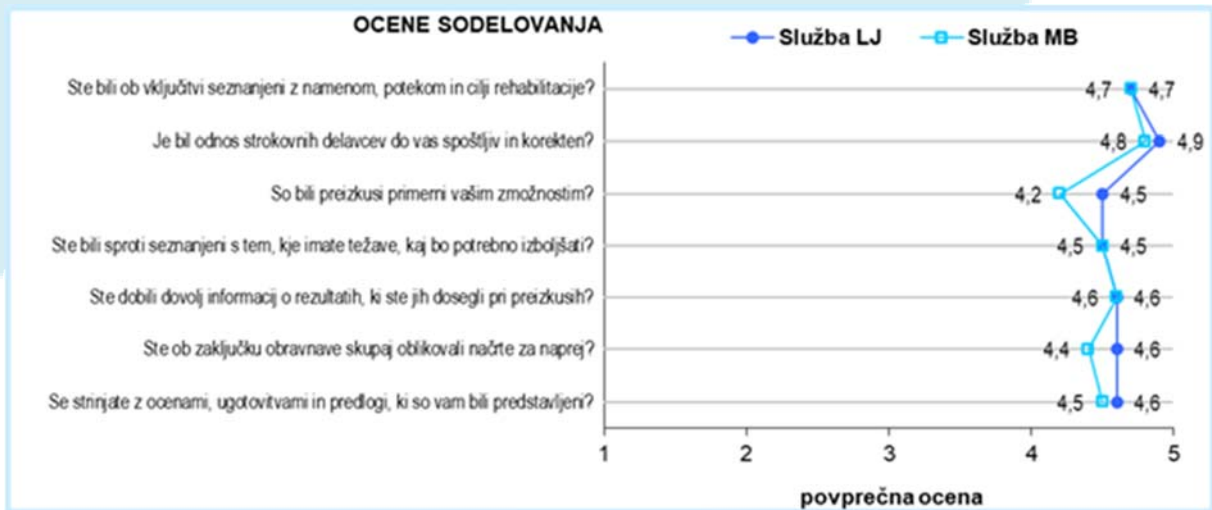 OCENE SODELOVANJA
Služba LJ Služba MB
Ste bili ob vključitvi seznanjeni z namenom, potekom in cilji rehabilitacije? 4,7 4,7
Je bil odnos strokovnih delavcev do vas spoštljiv in korekten? 4,8 4,9
So bili preizkusi primerni vašim zmožnostim? 4,2 4,5
Ste bili sproti seznanjeni s tem, kje imate težave, kaj bo potrebno izboljšati? 4,5 4,5
Ste dobili dovolj informacij o rezultatih, ki ste jih dosegli pri preizkusih? 4,6 4,6
Ste ob zaključku obravnave skupaj oblikovali načrte za naprej? 4,4 4,6
Se strinjate z ocenami, ugotovitvami in predlogi, ki so vam bili predstavljeni? 4,5 4,6
1 2 3 4 5
povprečna ocena